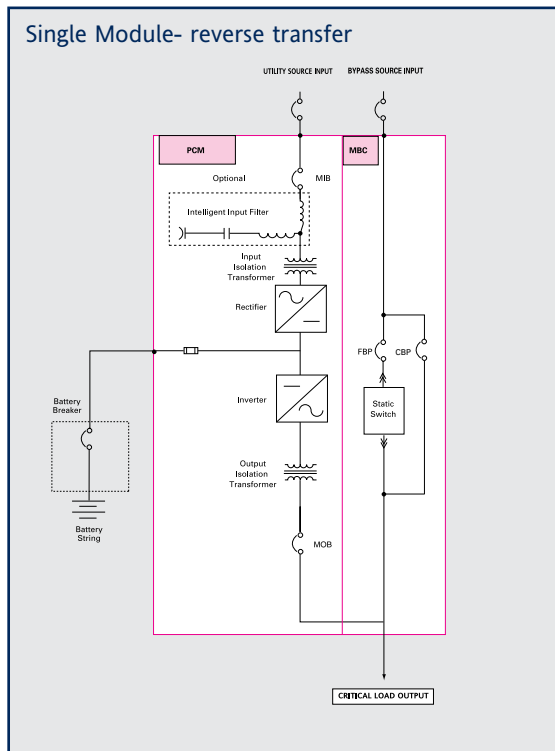 Single Module- reverse transfer
UTILITY SOURCE INPUT
BYPASS SOURCE INPUT
PCM
MBC
Optional
MIB
Intelligent Input Filter
Input
Isolation
Transformer
Rectifier
FBP
CBP
Battery
Breaker
Inverter
Static
Switch
Output
Isolation
Transformer
Battery
String
MOB
CRITICAL LOAD OUTPUT